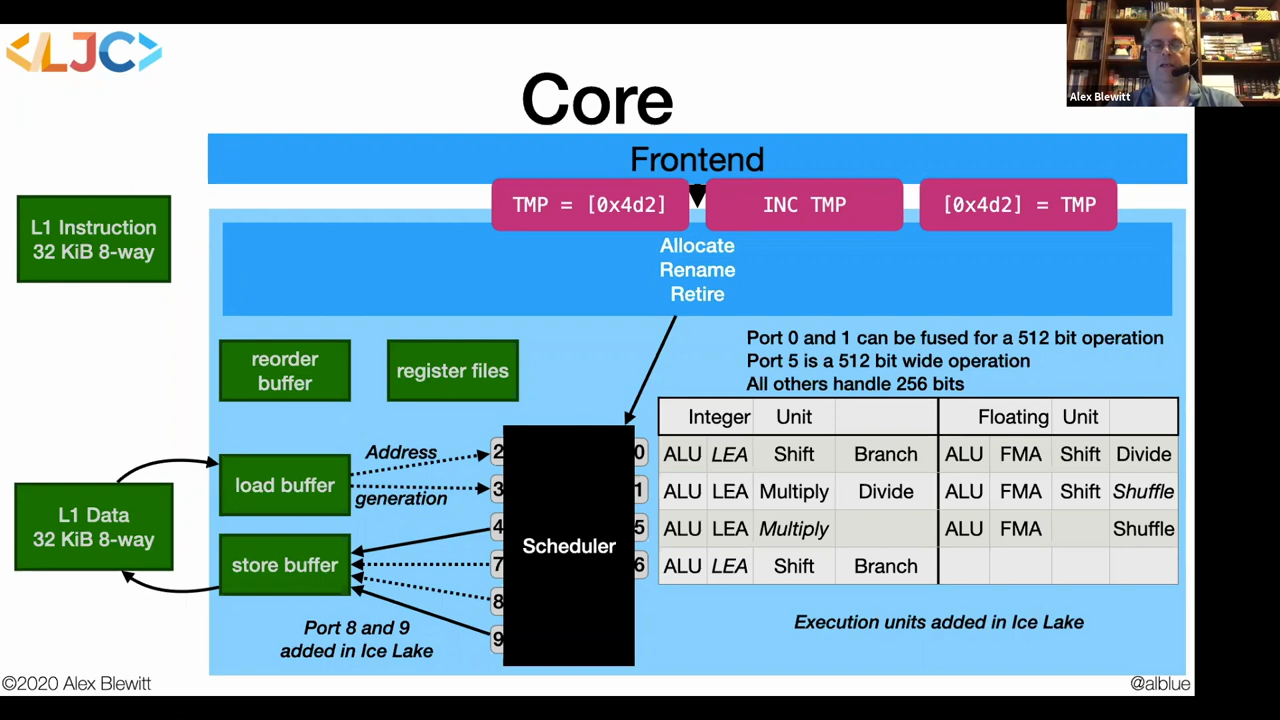 <LJC>
Alex Blewitt
Core
Frontend
TMP = [0x4d2]
INC TMP
[0x4d2] = TMP
Allocate
Rename
Retire
L1 Instruction
32 KiB 8-way
reorder
buffer
register files
Port 0 and 1 can be fused for a 512 bit operation
Port 5 is a 512 bit wide operation
All others handle 256 bits
Integer Unit Floating Unit
0 ALU LEA Shift Branch ALU FMA Shift Divide
1 ALU LEA Multiply Divide ALU FMA Shift Shuffle
5 ALU LEA Multiply ALU FMA Shuffle
6 ALU LEA Shift Branch
Address
generation
load buffer
L1 Data
32 KiB 8-way
store buffer
2
3
4
7
8
9
Scheduler
Port 8 and 9
added in Ice Lake
Execution units added in Ice Lake
©2020 Alex Blewitt
@alblue